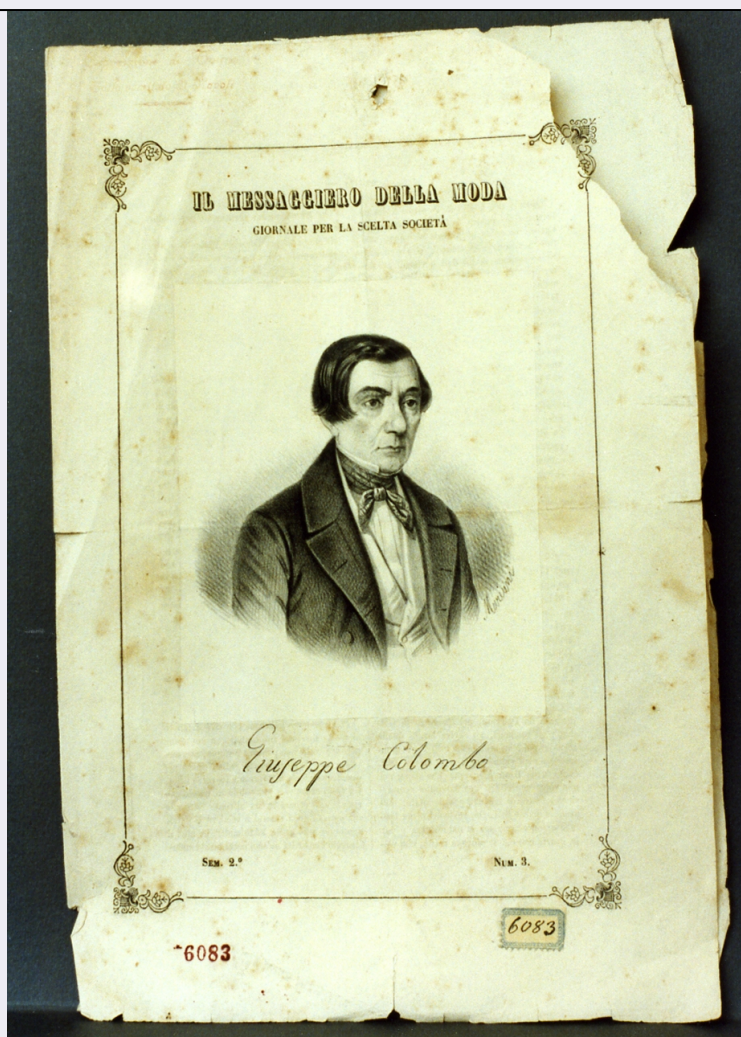 IL MESSAGGIERO DELLA MODA
GIORNALE PER LA SCELTA SOCIETÀ
Giuseppe Colombo
SEM. 2.º
NUM. 3.
6083
6083